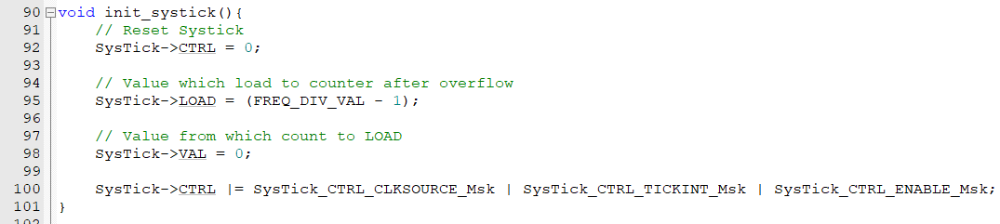 90 void init_systick(){
91 // Reset Systick
92 SysTick->CTRL = 0;
93
94 // Value which load to counter after overflow
95 SysTick->LOAD = (FREQ_DIV_VAL - 1);
96
97 // Value from which count to LOAD
98 SysTick->VAL = 0;
99
100 SysTick->CTRL |= SysTick_CTRL_CLKSOURCE_Msk | SysTick_CTRL_TICKINT_Msk | SysTick_CTRL_ENABLE_Msk;
101 }
102